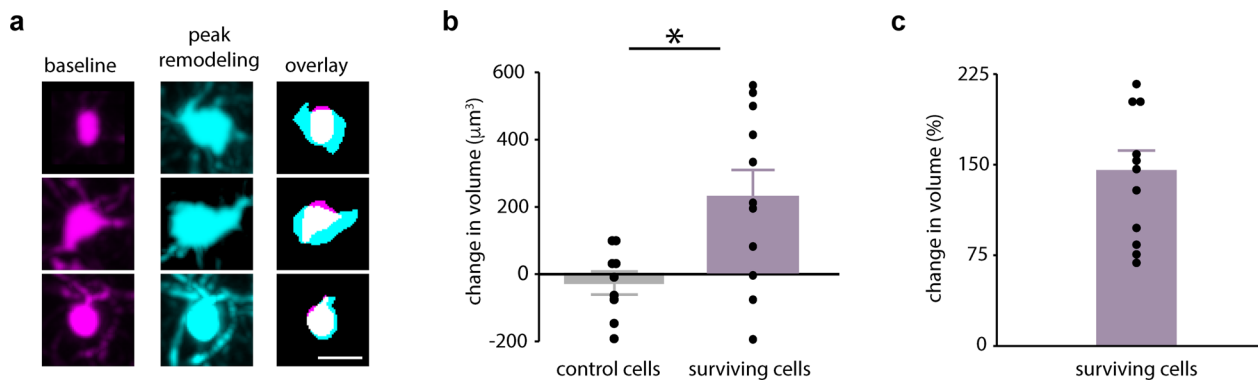 a
baseline
peak
remodeling
overlay
b
*
change in volume (μm³)
600
400
200
0
-200
control cells
surviving cells
c
change in volume (%)
225
150
75
0
surviving cells